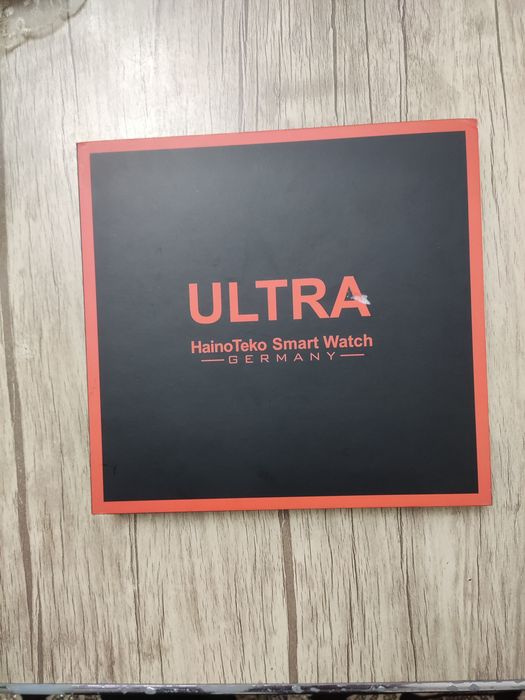 ULTRA
HainoTeko Smart Watch
GERMANY